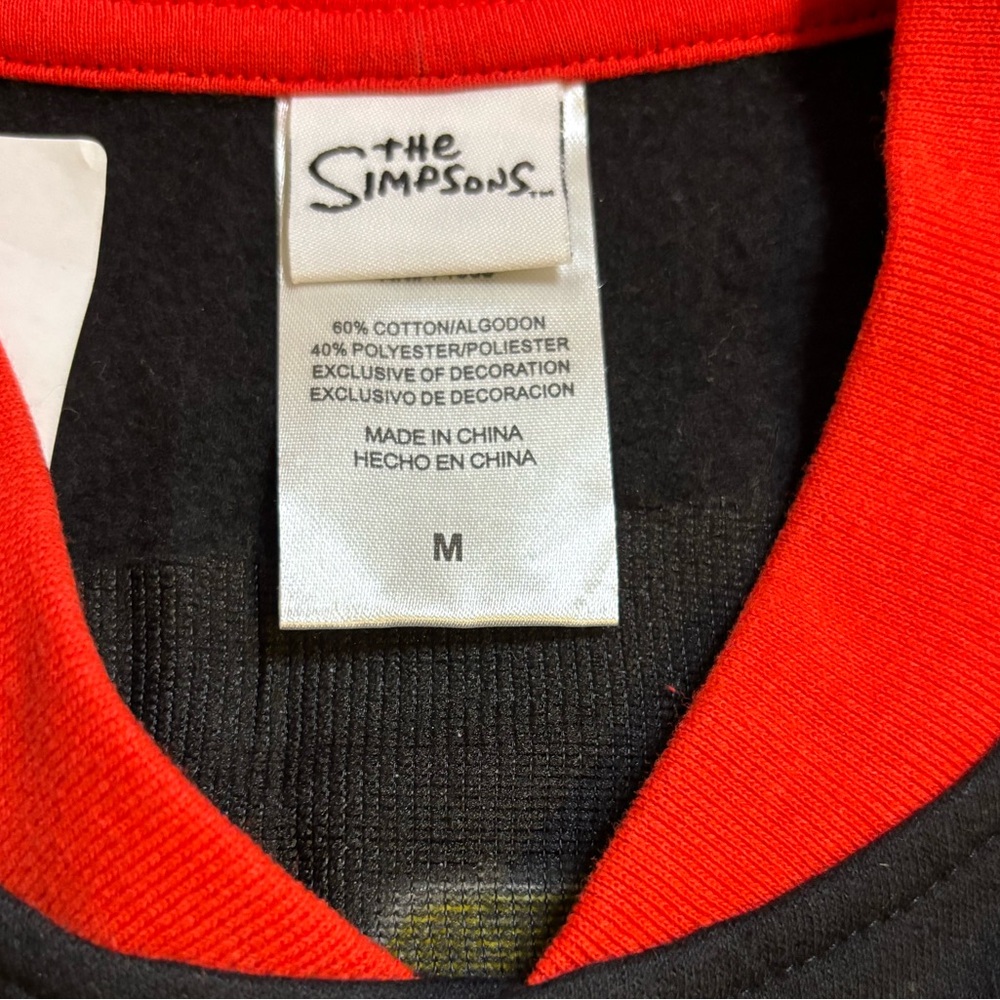 THE
SIMPSONS™
60% COTTON/ALGODON
40% POLYESTER/POLIESTER
EXCLUSIVE OF DECORATION
EXCLUSIVO DE DECORACION
MADE IN CHINA
HECHO EN CHINA
M